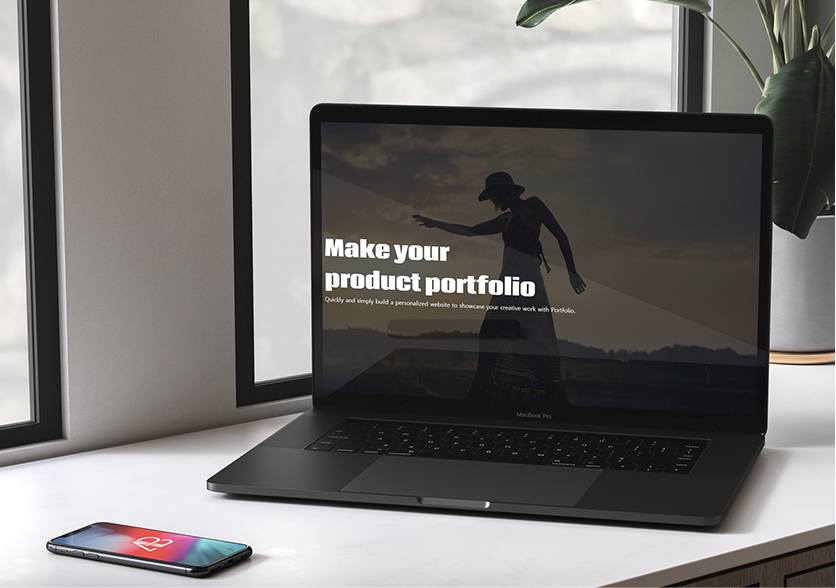 Make your
product portfolio
Quickly and simply build a personalized website to showcase your creative work with Portfolio.
MacBook Pro